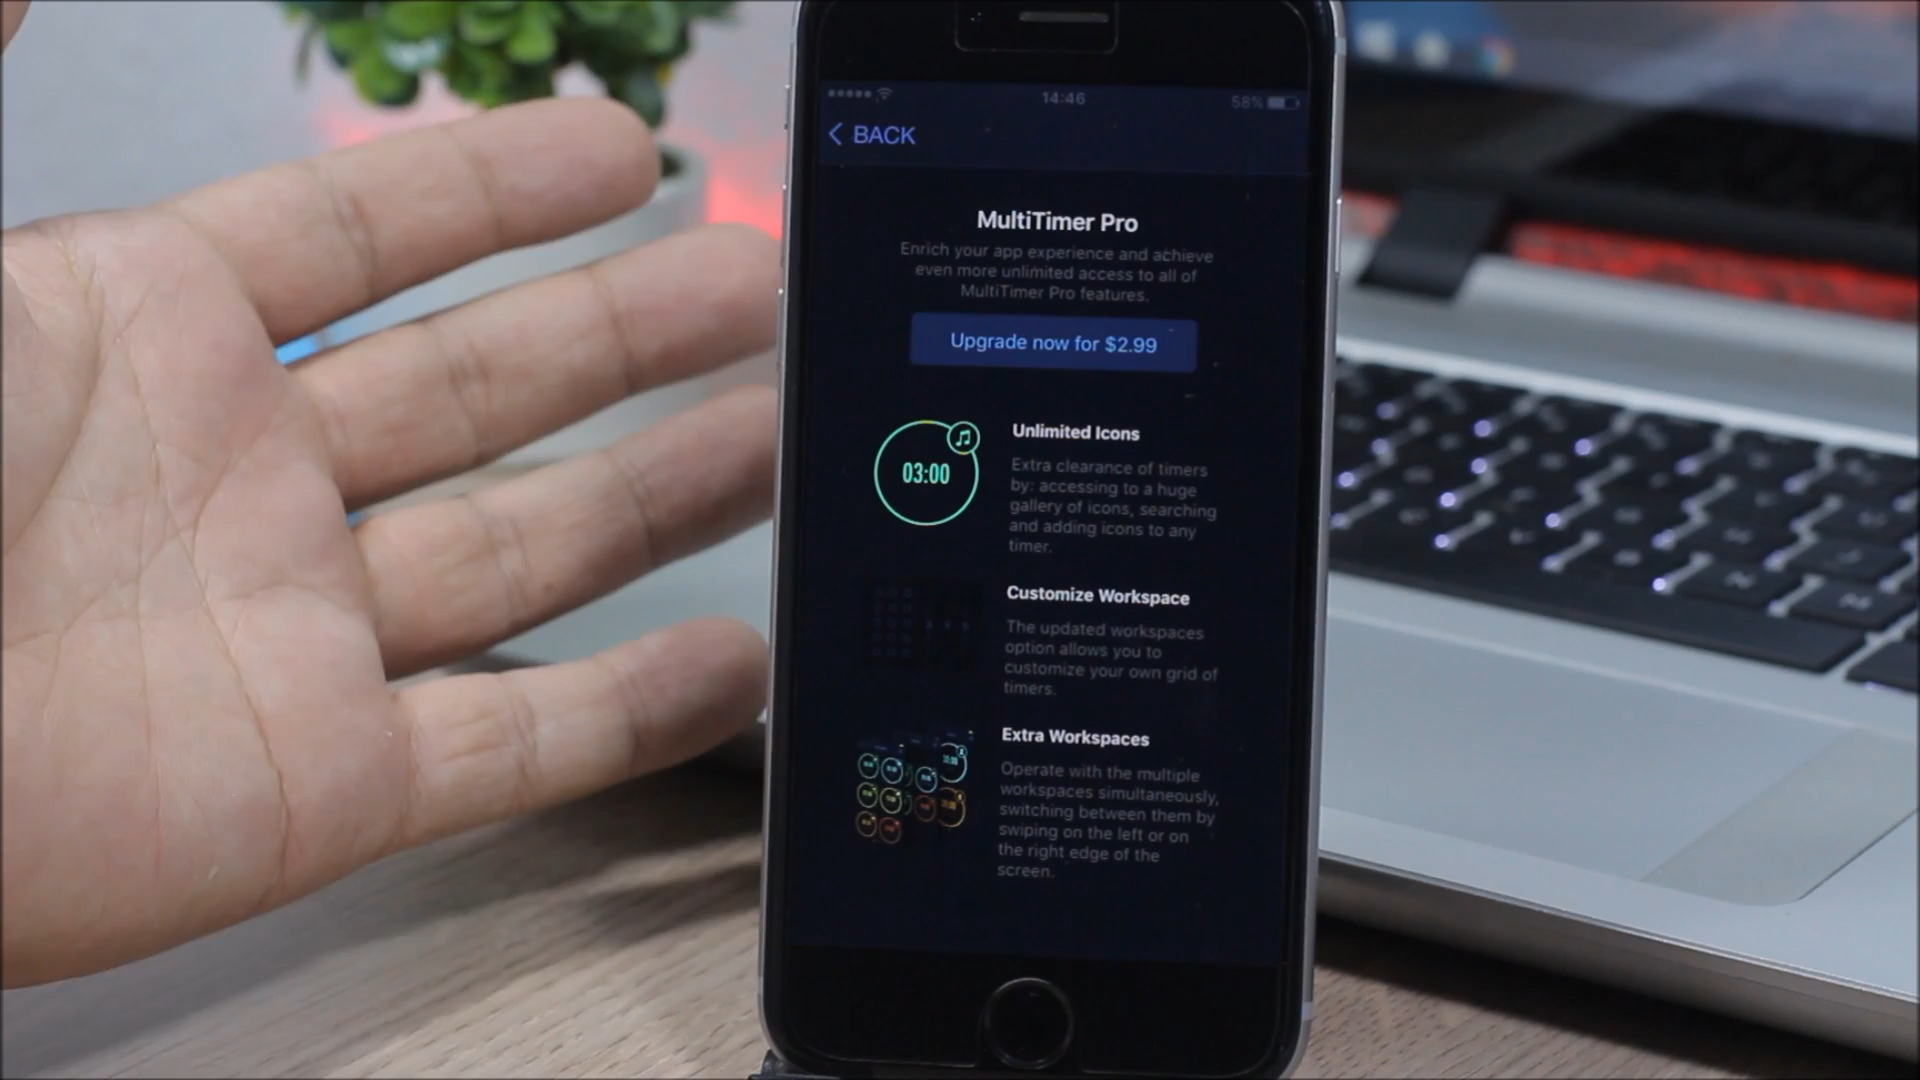 14:46
58%
BACK
MultiTimer Pro
Enrich your app experience and achieve
even more unlimited access to all of
MultiTimer Pro features.
Upgrade now for $2.99
03:00
Unlimited Icons
Extra clearance of timers
by: accessing to a huge
gallery of icons, searching
and adding icons to any
timer.
Customize Workspace
The updated workspaces
option allows you to
customize your own grid of
timers.
Extra Workspaces
Operate with the multiple
workspaces simultaneously,
switching between them by
swiping on the left or on
the right edge of the
screen.